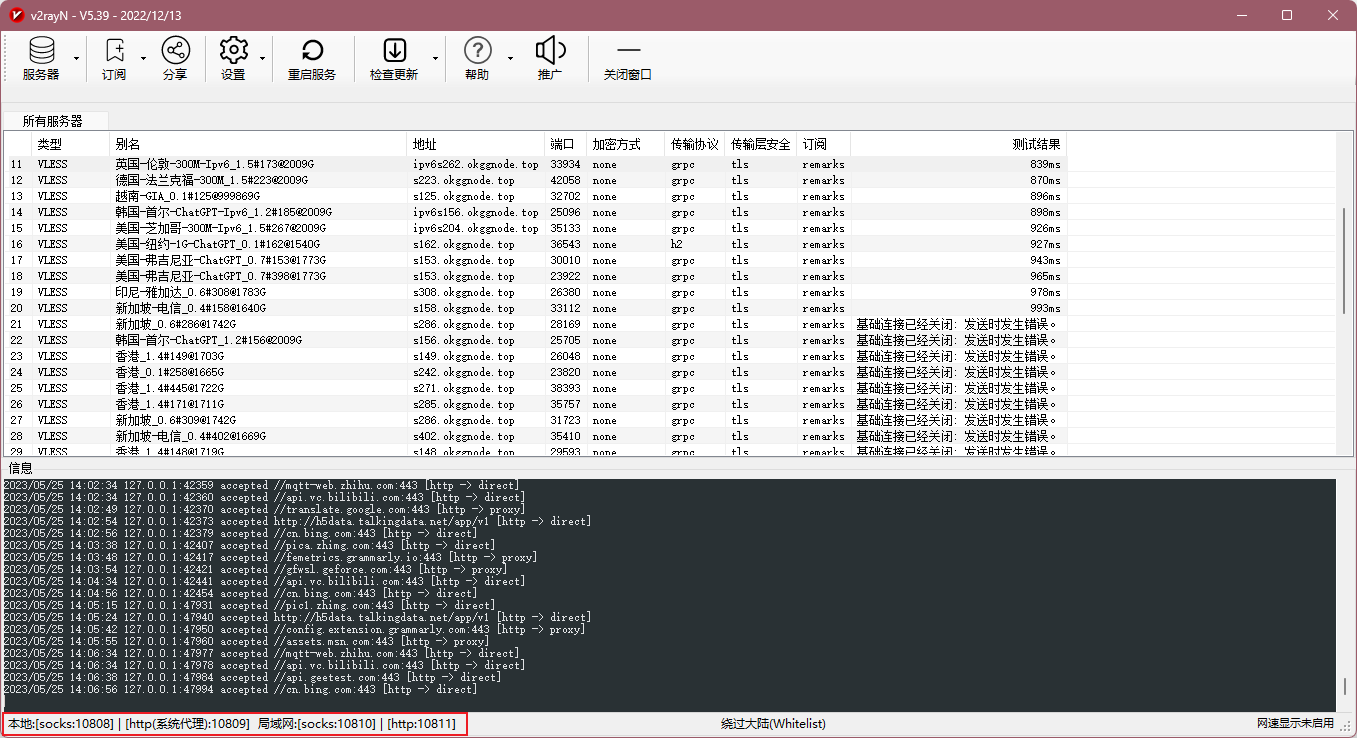 v2rayN - V5.39 - 2022/12/13
服务器 订阅 分享 设置 重启服务 检查更新 帮助 推广 关闭窗口
所有服务器
类型 别名 地址 端口 加密方式 传输协议 传输层安全 订阅 测试结果
11 VLESS 英国-伦敦-300M-Ipv6_1.5#173@2009G ipv6s262.okggnode.top 33934 none grpc tls remarks 839ms
12 VLESS 德国-法兰克福-300M_1.5#223@2009G s223.okggnode.top 42058 none grpc tls remarks 870ms
13 VLESS 越南-GIA_0.1#125@999869G s125.okggnode.top 32702 none grpc tls remarks 896ms
14 VLESS 韩国-首尔-ChatGPT-Ipv6_1.2#185@2009G ipv6s156.okggnode.top 25096 none grpc tls remarks 898ms
15 VLESS 美国-芝加哥-300M-Ipv6_1.5#267@2009G ipv6s204.okggnode.top 35133 none grpc tls remarks 926ms
16 VLESS 美国-纽约-1G-ChatGPT_0.1#162@1540G s162.okggnode.top 36543 none h2 tls remarks 927ms
17 VLESS 美国-弗吉尼亚-ChatGPT_0.7#153@1773G s153.okggnode.top 30010 none grpc tls remarks 943ms
18 VLESS 美国-弗吉尼亚-ChatGPT_0.7#398@1773G s153.okggnode.top 23922 none grpc tls remarks 965ms
19 VLESS 印尼-雅加达_0.6#308@1783G s308.okggnode.top 26380 none grpc tls remarks 978ms
20 VLESS 新加坡-电信_0.4#158@1640G s158.okggnode.top 33112 none grpc tls remarks 993ms
21 VLESS 新加坡_0.6#286@1742G s286.okggnode.top 28169 none grpc tls remarks 基础连接已经关闭: 发送时发生错误。
22 VLESS 韩国-首尔-ChatGPT_1.2#156@2009G s156.okggnode.top 25705 none grpc tls remarks 基础连接已经关闭: 发送时发生错误。
23 VLESS 香港_1.4#149@1703G s149.okggnode.top 26048 none grpc tls remarks 基础连接已经关闭: 发送时发生错误。
24 VLESS 香港_0.1#258@1665G s242.okggnode.top 23820 none grpc tls remarks 基础连接已经关闭: 发送时发生错误。
25 VLESS 香港_1.4#445@1722G s271.okggnode.top 38393 none grpc tls remarks 基础连接已经关闭: 发送时发生错误。
26 VLESS 香港_1.4#171@1711G s285.okggnode.top 35757 none grpc tls remarks 基础连接已经关闭: 发送时发生错误。
27 VLESS 新加坡_0.6#309@1742G s286.okggnode.top 31723 none grpc tls remarks 基础连接已经关闭: 发送时发生错误。
28 VLESS 新加坡-电信_0.4#402@1669G s402.okggnode.top 35410 none grpc tls remarks 基础连接已经关闭: 发送时发生错误。
29 VLESS 香港_1.4#148@1719G s148.okggnode.top 29593 none grpc tls remarks 基础连接已经关闭: 发送时发生错误。
信息
2023/05/25 14:02:34 127.0.0.1:42359 accepted //mqtt-web.zhihu.com:443 [http -> direct]
2023/05/25 14:02:34 127.0.0.1:42360 accepted //api.vc.bilibili.com:443 [http -> direct]
2023/05/25 14:02:49 127.0.0.1:42370 accepted //translate.google.com:443 [http -> proxy]
2023/05/25 14:02:54 127.0.0.1:42373 accepted http://h5data.talkingdata.net/app/v1 [http -> direct]
2023/05/25 14:02:56 127.0.0.1:42379 accepted //cn.bing.com:443 [http -> direct]
2023/05/25 14:03:38 127.0.0.1:42407 accepted //pica.zhimg.com:443 [http -> direct]
2023/05/25 14:03:48 127.0.0.1:42417 accepted //femetrics.grammarly.io:443 [http -> proxy]
2023/05/25 14:03:54 127.0.0.1:42421 accepted //gfwsl.geforce.com:443 [http -> proxy]
2023/05/25 14:04:34 127.0.0.1:42441 accepted //api.vc.bilibili.com:443 [http -> direct]
2023/05/25 14:04:56 127.0.0.1:42454 accepted //cn.bing.com:443 [http -> direct]
2023/05/25 14:05:15 127.0.0.1:47931 accepted //pic1.zhimg.com:443 [http -> direct]
2023/05/25 14:05:24 127.0.0.1:47940 accepted http://h5data.talkingdata.net/app/v1 [http -> direct]
2023/05/25 14:05:42 127.0.0.1:47950 accepted //config.extension.grammarly.com:443 [http -> proxy]
2023/05/25 14:05:55 127.0.0.1:47960 accepted //assets.msn.com:443 [http -> proxy]
2023/05/25 14:06:34 127.0.0.1:47977 accepted //mqtt-web.zhihu.com:443 [http -> direct]
2023/05/25 14:06:34 127.0.0.1:47978 accepted //api.vc.bilibili.com:443 [http -> direct]
2023/05/25 14:06:38 127.0.0.1:47984 accepted //api.geetest.com:443 [http -> direct]
2023/05/25 14:06:56 127.0.0.1:47994 accepted //cn.bing.com:443 [http -> direct]
本地:[socks:10808] | [http(系统代理):10809] 局域网:[socks:10810] | [http:10811] 绕过大陆(Whitelist) 网速显示未启用